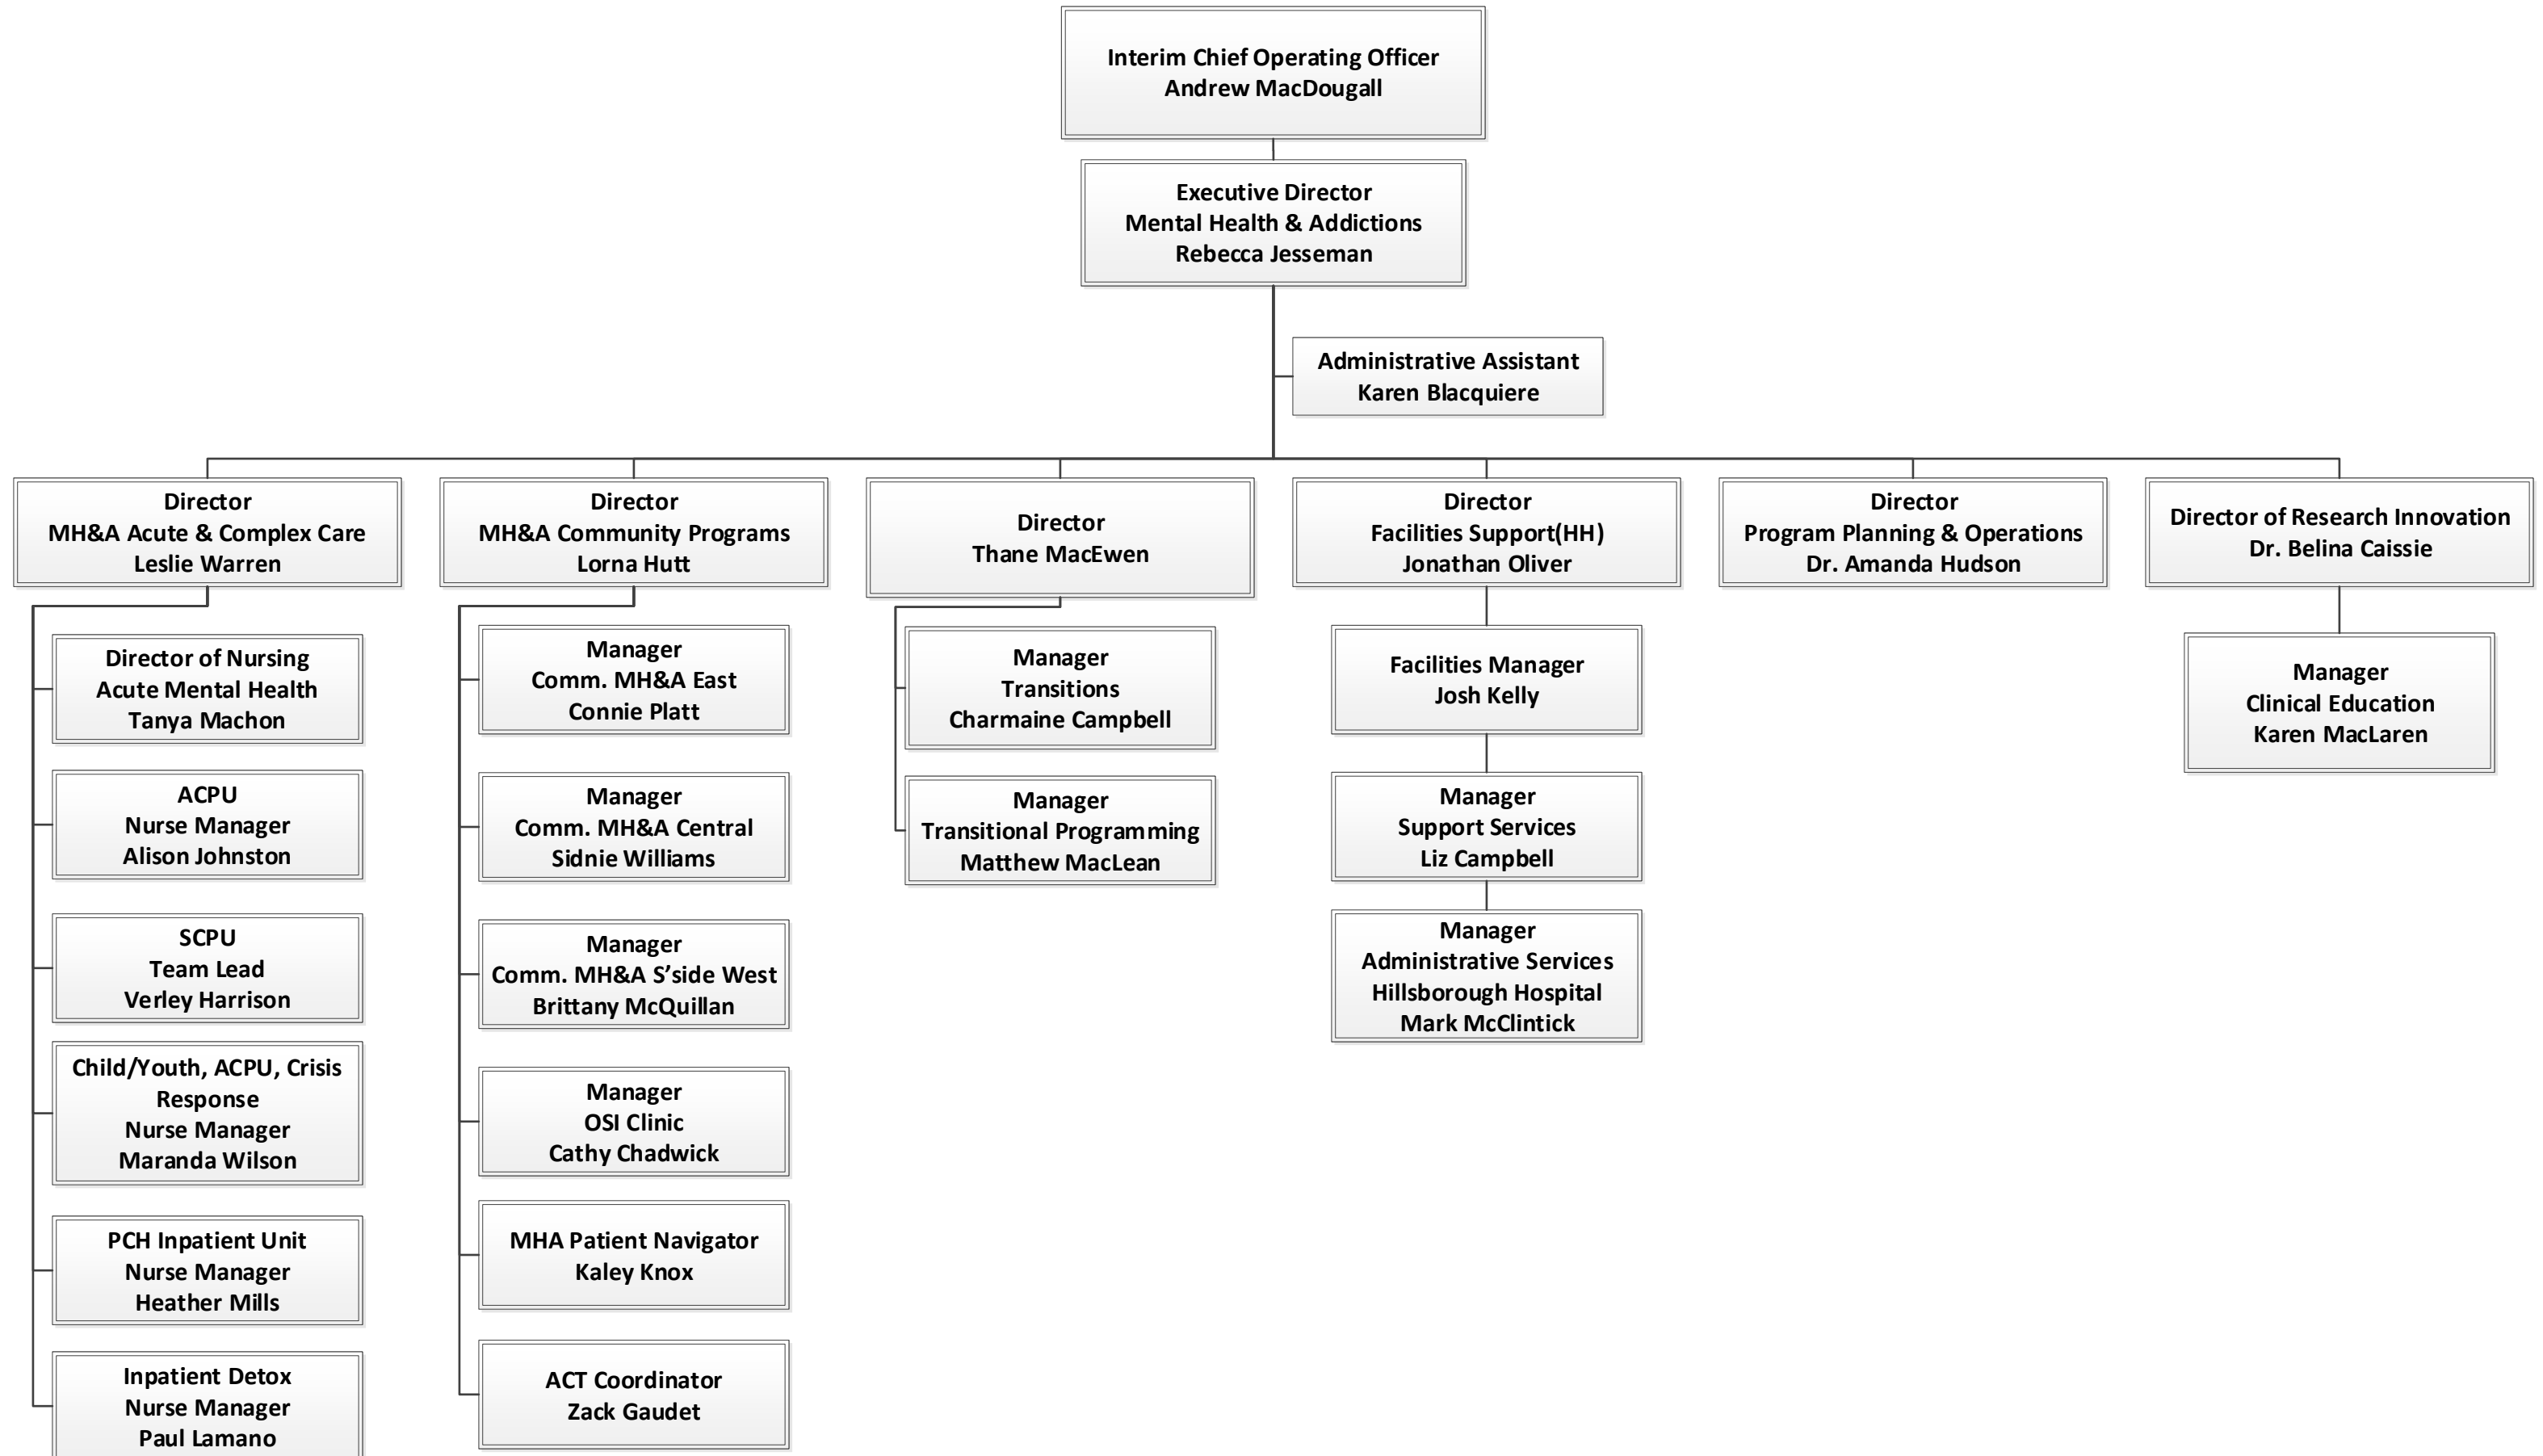 Interim Chief Operating Officer
Andrew MacDougall
Executive Director
Mental Health & Addictions
Rebecca Jesseman
Administrative Assistant
Karen Blacquiere
Director
MH&A Acute & Complex Care
Leslie Warren
Director
MH&A Community Programs
Lorna Hutt
Director
Thane MacEwen
Director
Facilities Support(HH)
Jonathan Oliver
Director
Program Planning & Operations
Dr. Amanda Hudson
Director of Research Innovation
Dr. Belina Caissie
Director of Nursing
Acute Mental Health
Tanya Machon
ACPU
Nurse Manager
Alison Johnston
SCPU
Team Lead
Verley Harrison
Child/Youth, ACPU, Crisis
Response
Nurse Manager
Maranda Wilson
PCH Inpatient Unit
Nurse Manager
Heather Mills
Inpatient Detox
Nurse Manager
Paul Lamano
Manager
Comm. MH&A East
Connie Platt
Manager
Comm. MH&A Central
Sidnie Williams
Manager
Comm. MH&A S’side West
Brittany McQuillan
Manager
OSI Clinic
Cathy Chadwick
MHA Patient Navigator
Kaley Knox
ACT Coordinator
Zack Gaudet
Manager
Transitions
Charmaine Campbell
Manager
Transitional Programming
Matthew MacLean
Facilities Manager
Josh Kelly
Manager
Support Services
Liz Campbell
Manager
Administrative Services
Hillsborough Hospital
Mark McClintick
Manager
Clinical Education
Karen MacLaren